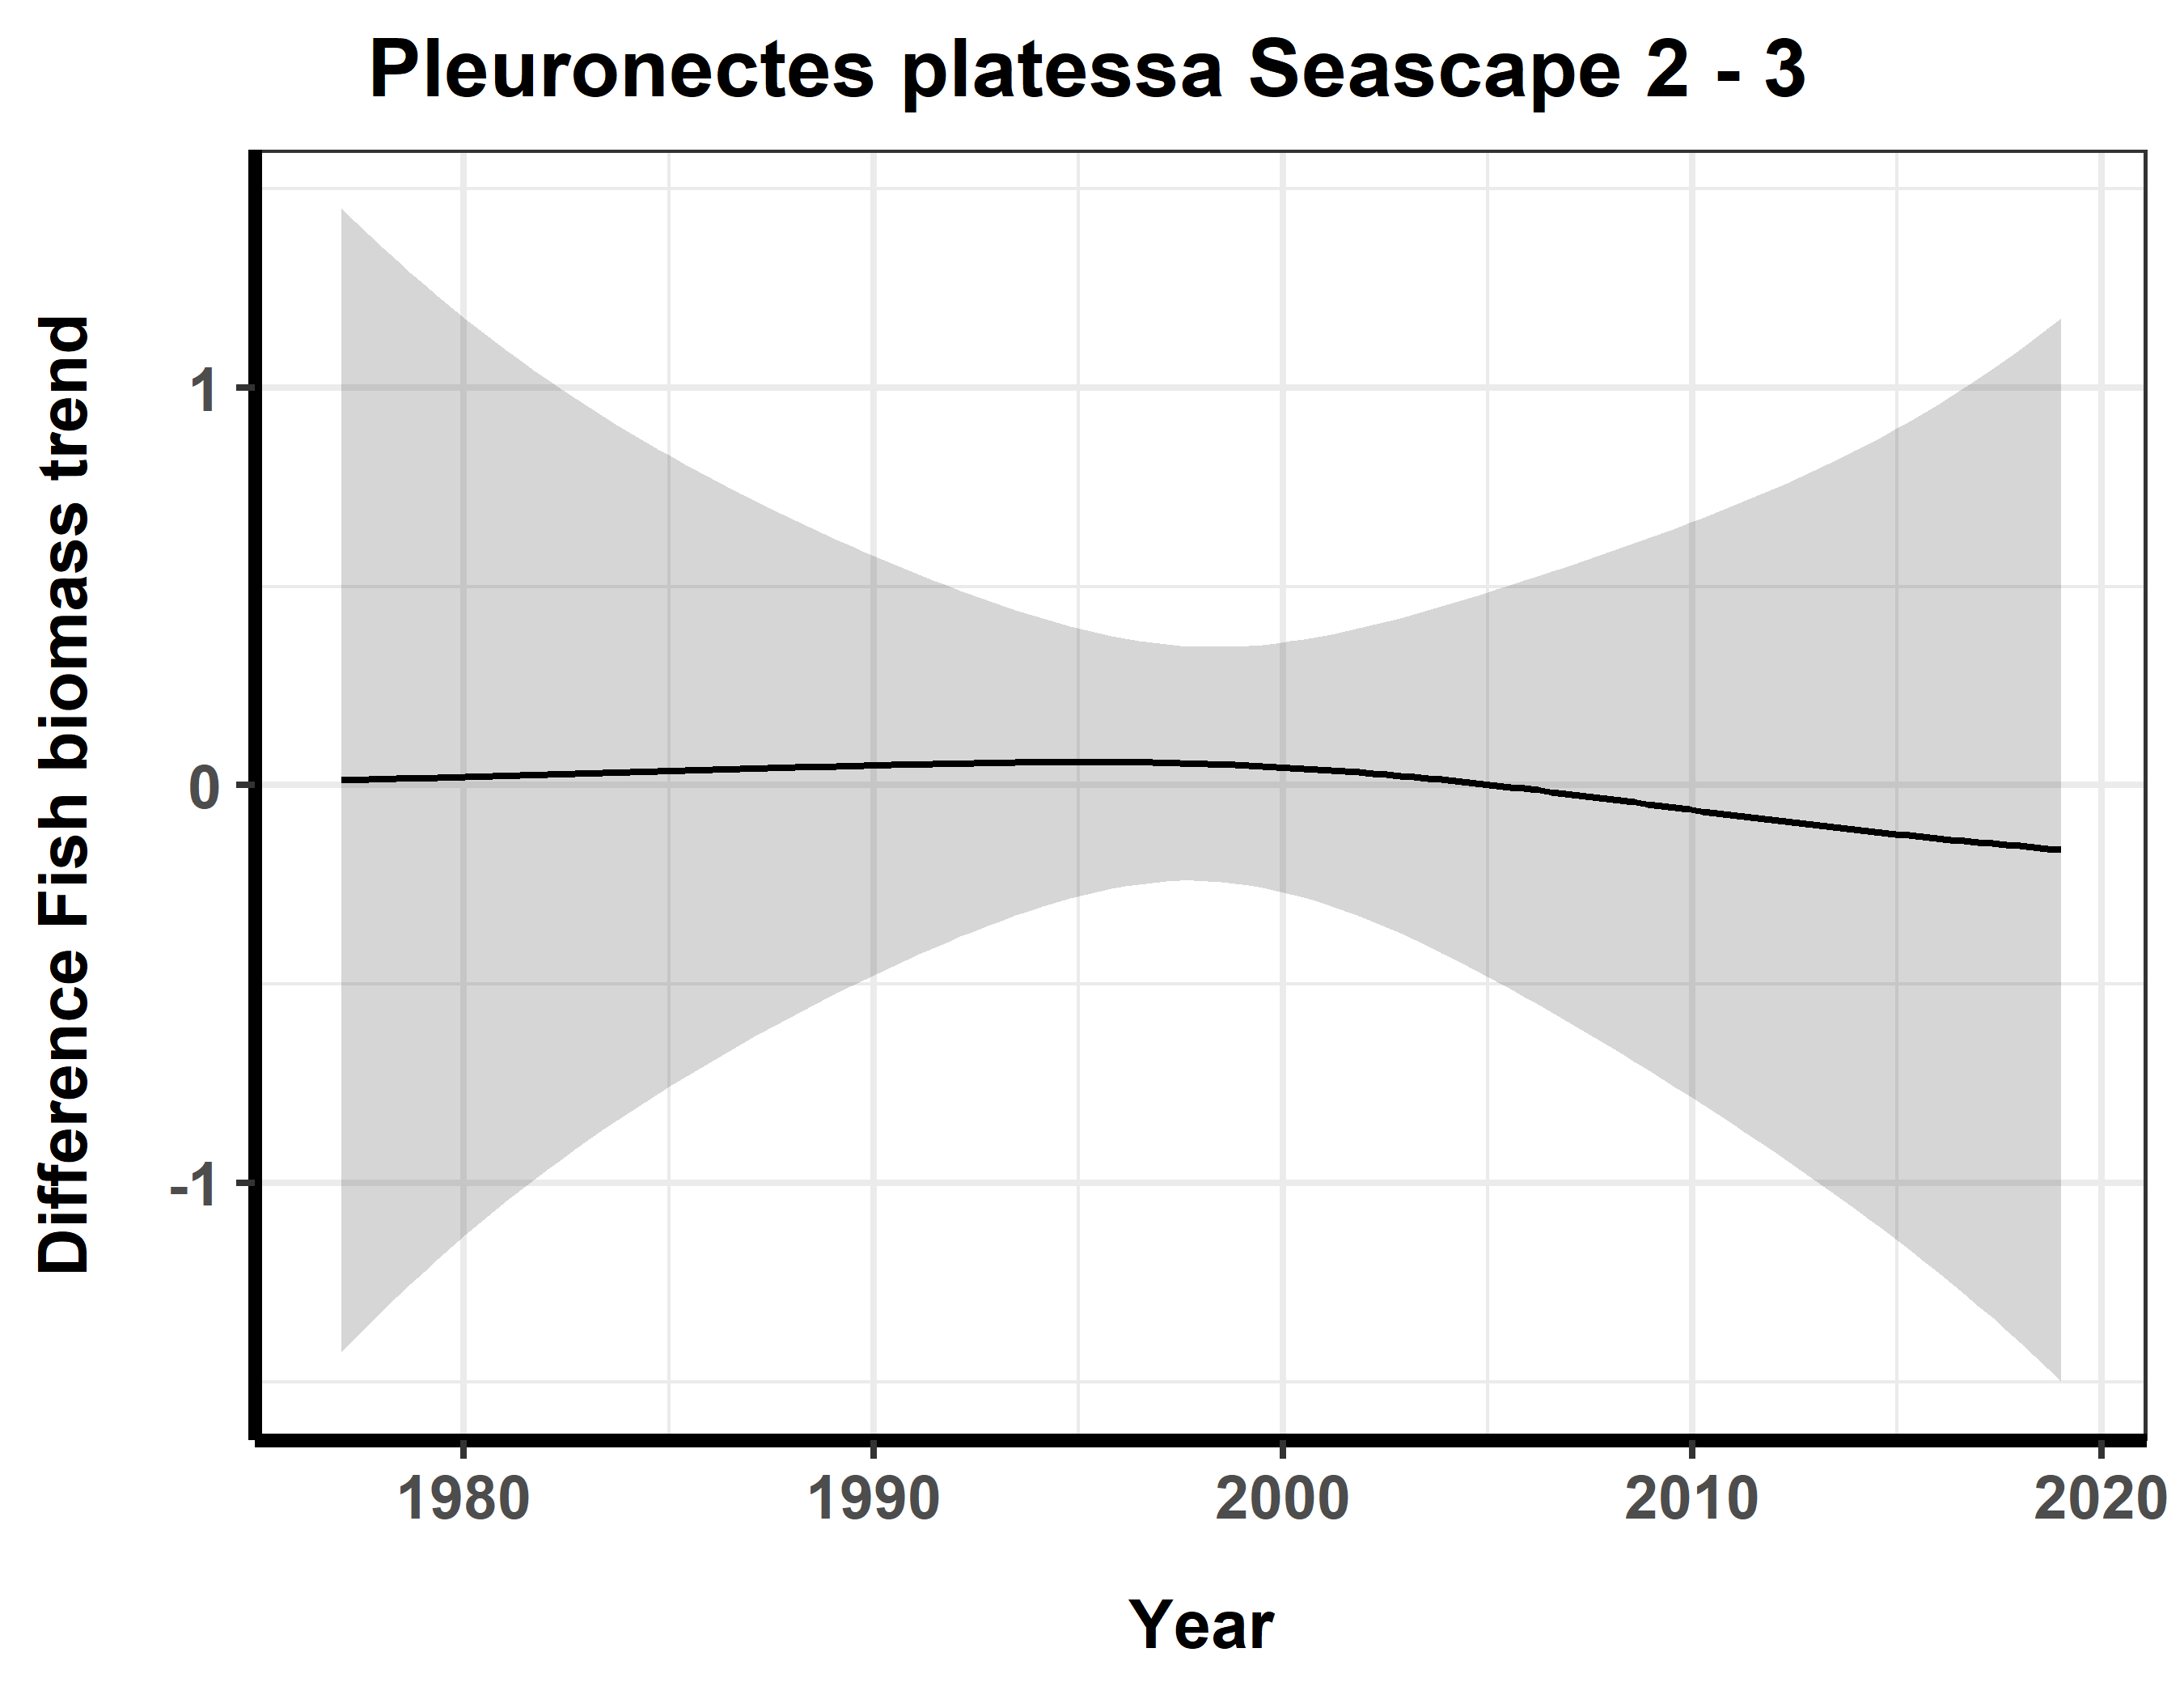 Pleuronectes platessa Seascape 2 - 3
Difference Fish biomass trend
1
0
-1
1980
1990
2000
2010
2020
Year